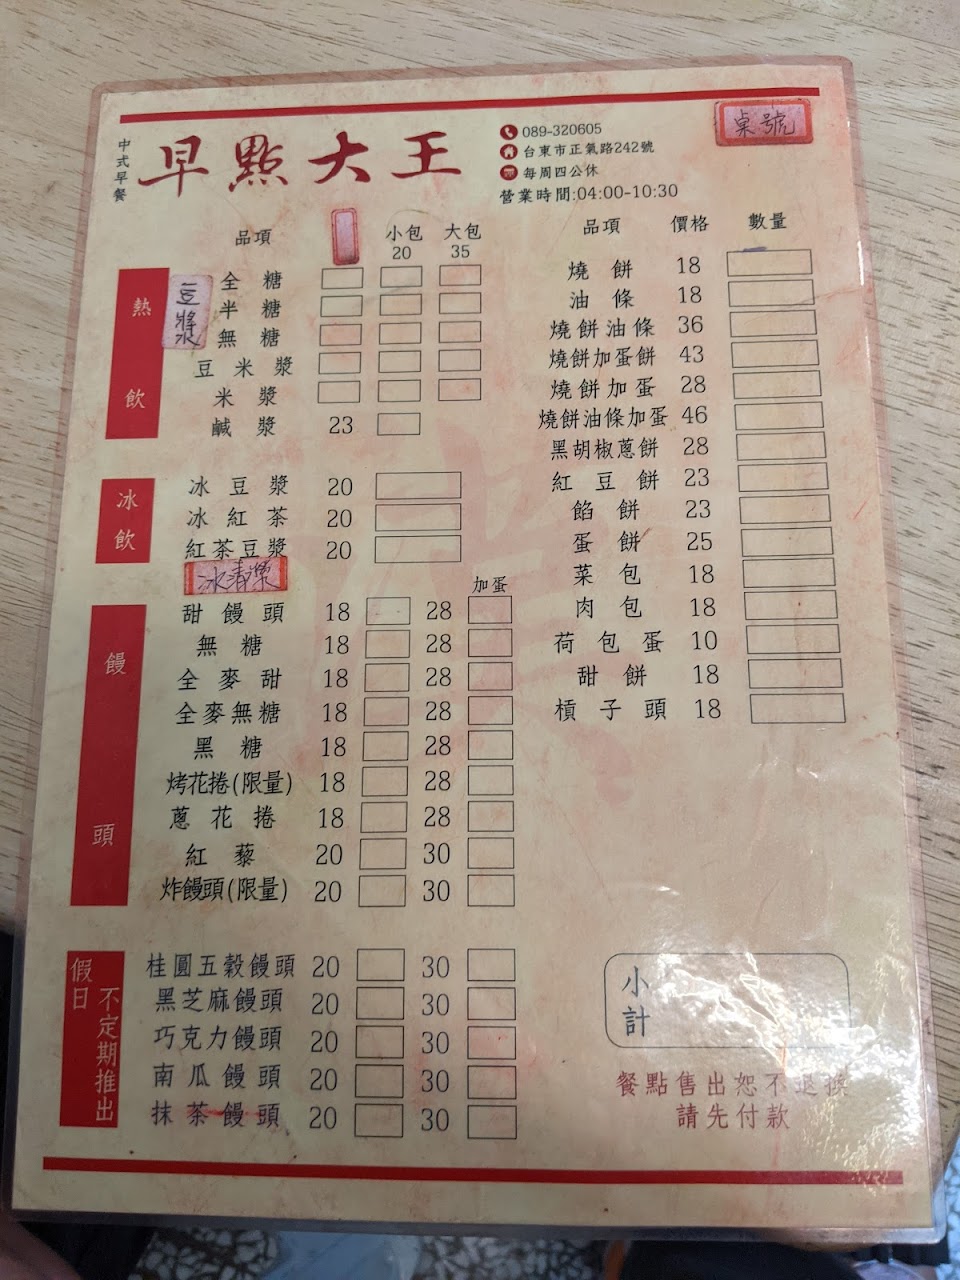 中式早餐
早點大王
089-320605
台東市正氣路242號
每周四公休
營業時間:04:00-10:30
桌號
品項 小包 大包
20 35
熱飲
豆漿
全糖
半糖
無糖
豆米漿
米漿
鹹漿 23
冰飲
冰豆漿 20
冰紅茶 20
紅茶豆漿 20
冰清漿
加蛋
饅頭
甜饅頭 18 28
無糖 18 28
全麥甜 18 28
全麥無糖 18 28
黑糖 18 28
烤花捲(限量) 18 28
蔥花捲 18 28
紅藜 20 30
炸饅頭(限量) 20 30
假日不定期推出
桂圓五穀饅頭 20 30
黑芝麻饅頭 20 30
巧克力饅頭 20 30
南瓜饅頭 20 30
抹茶饅頭 20 30
品項 價格 數量
燒餅 18
油條 18
燒餅油條 36
燒餅加蛋餅 43
燒餅加蛋 28
燒餅油條加蛋 46
黑胡椒蔥餅 28
紅豆餅 23
餡餅 23
蛋餅 25
菜包 18
肉包 18
荷包蛋 10
甜餅 18
槓子頭 18
小計
餐點售出恕不退換
請先付款